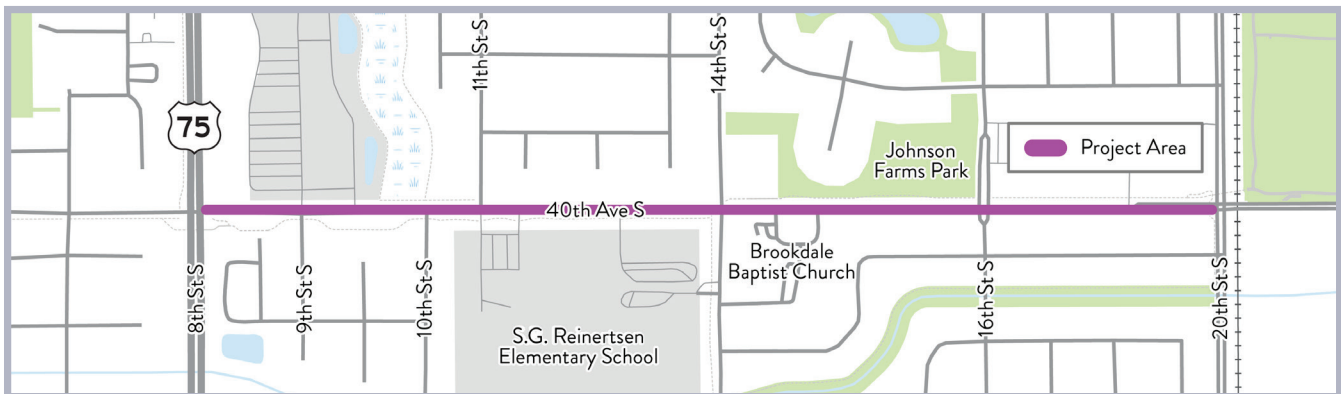 11th St S
14th St S
75
Johnson
Farms Park
Project Area
40th Ave S
Brookdale
Baptist Church
8th St S
9th St S
10th St S
16th St S
20th St S
S.G. Reinertsen
Elementary School